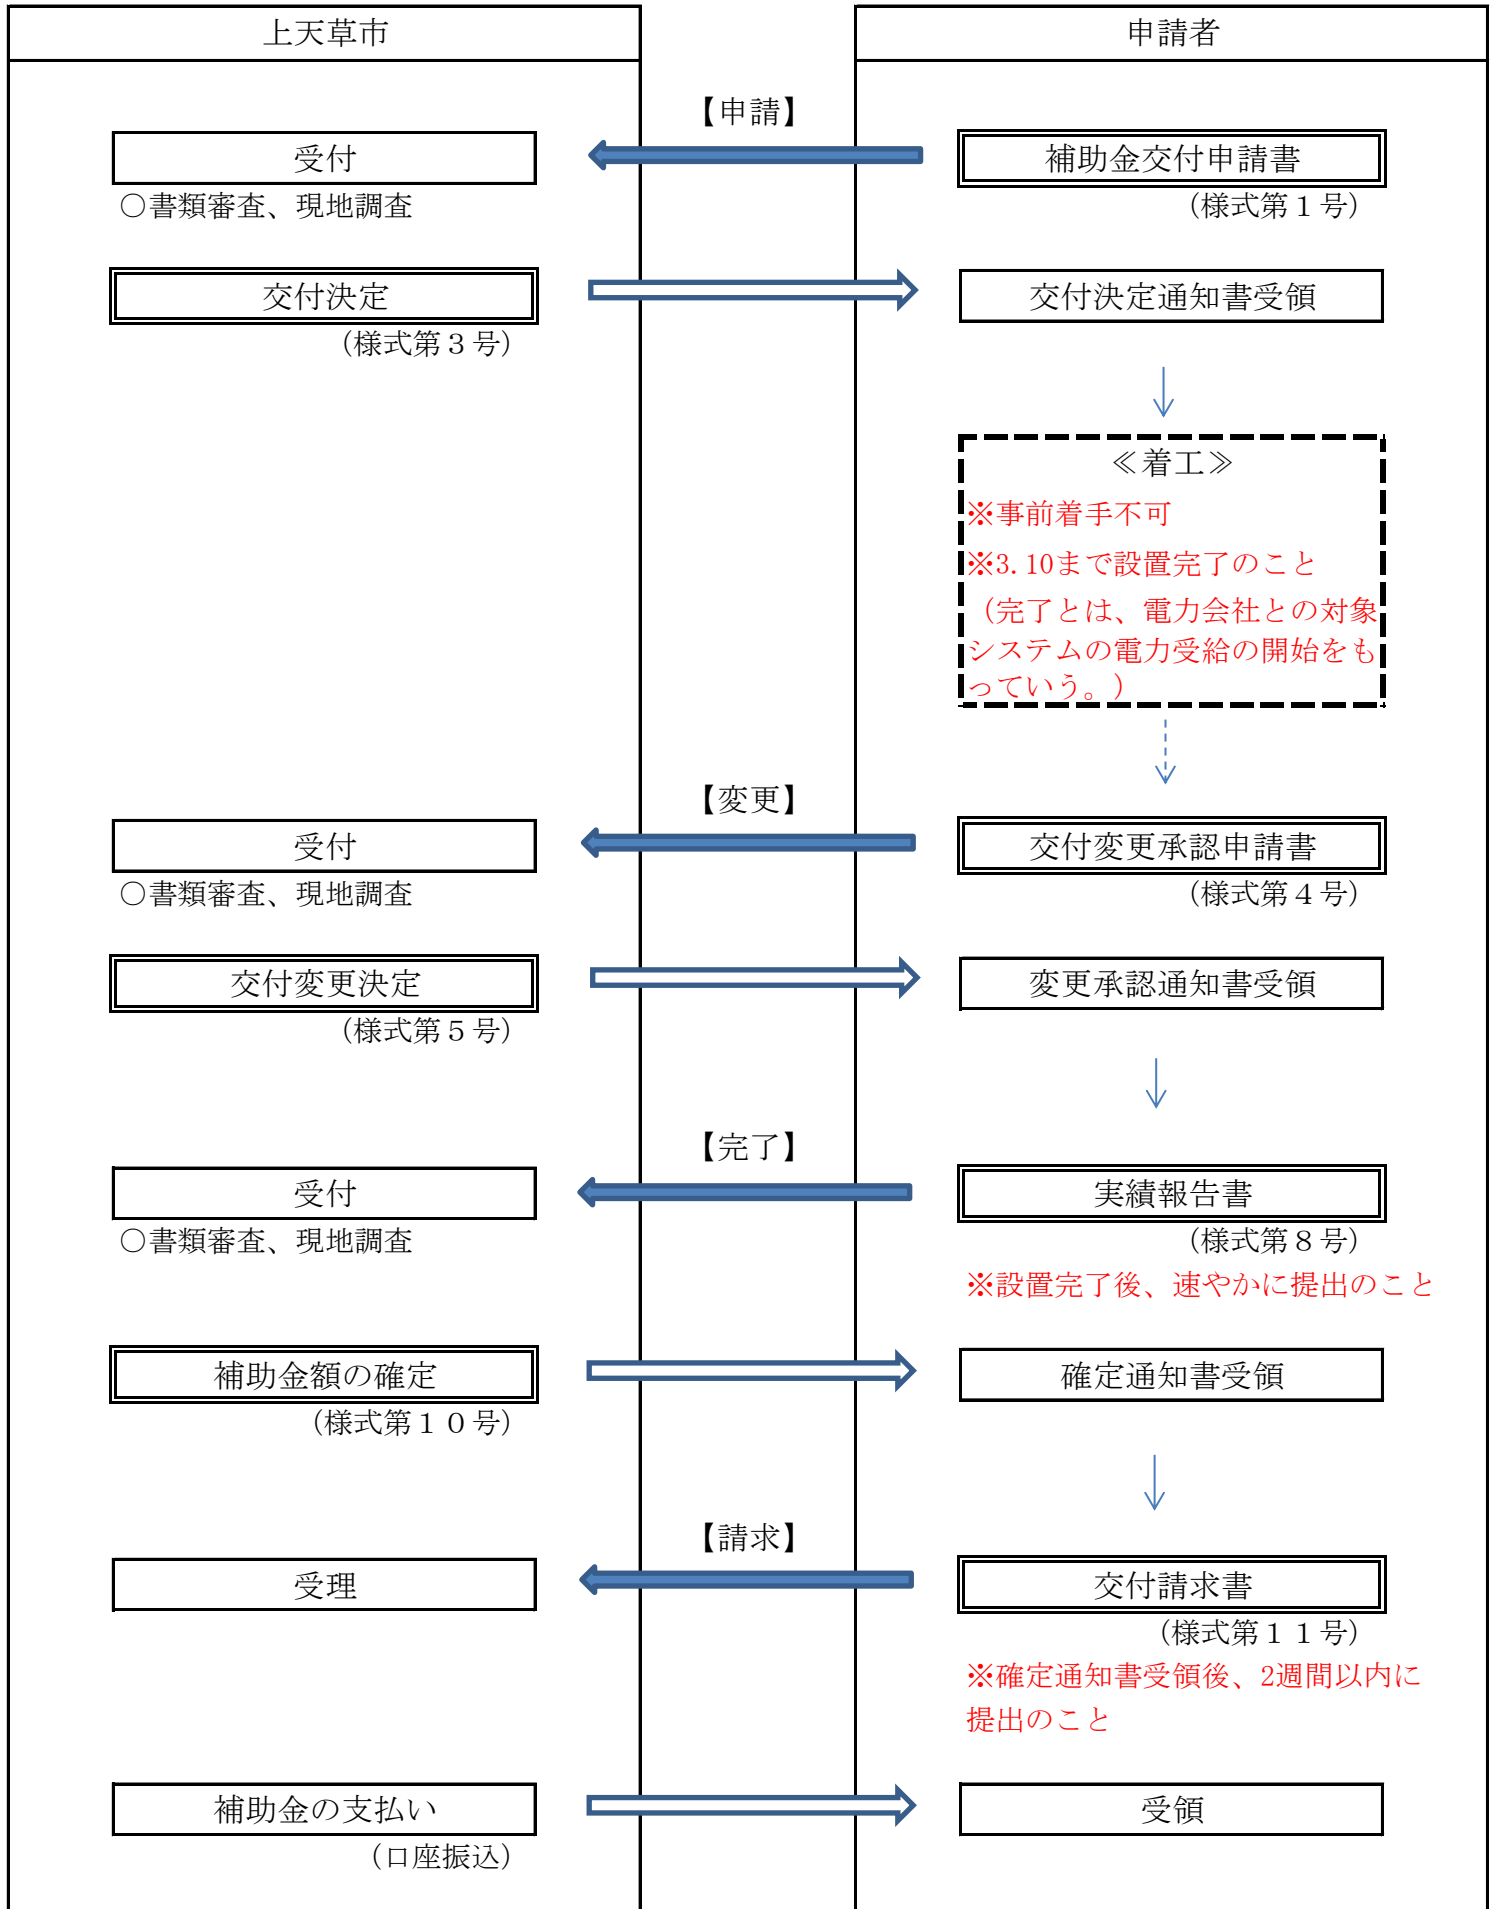 上天草市
申請者
【申請】
受付
補助金交付申請書
○書類審査、現地調査
（様式第１号）
交付決定
交付決定通知書受領
（様式第３号）
≪着工≫
※事前着手不可
※3.10まで設置完了のこと
（完了とは、電力会社との対象
システムの電力受給の開始をも
っていう。）
【変更】
受付
交付変更承認申請書
○書類審査、現地調査
（様式第４号）
交付変更決定
変更承認通知書受領
（様式第５号）
【完了】
受付
実績報告書
○書類審査、現地調査
（様式第８号）
※設置完了後、速やかに提出のこと
補助金額の確定
確定通知書受領
（様式第１０号）
【請求】
受理
交付請求書
（様式第１１号）
※確定通知書受領後、2週間以内に
提出のこと
補助金の支払い
受領
（口座振込）